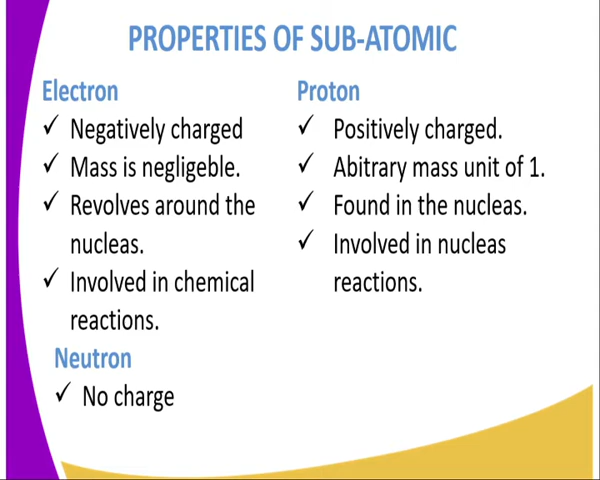 PROPERTIES OF SUB-ATOMIC
Electron
✓ Negatively charged
✓ Mass is negligeble.
✓ Revolves around the
nucleas.
✓ Involved in chemical
reactions.
Proton
✓ Positively charged.
✓ Abitrary mass unit of 1.
✓ Found in the nucleas.
✓ Involved in nucleas
reactions.
Neutron
✓ No charge